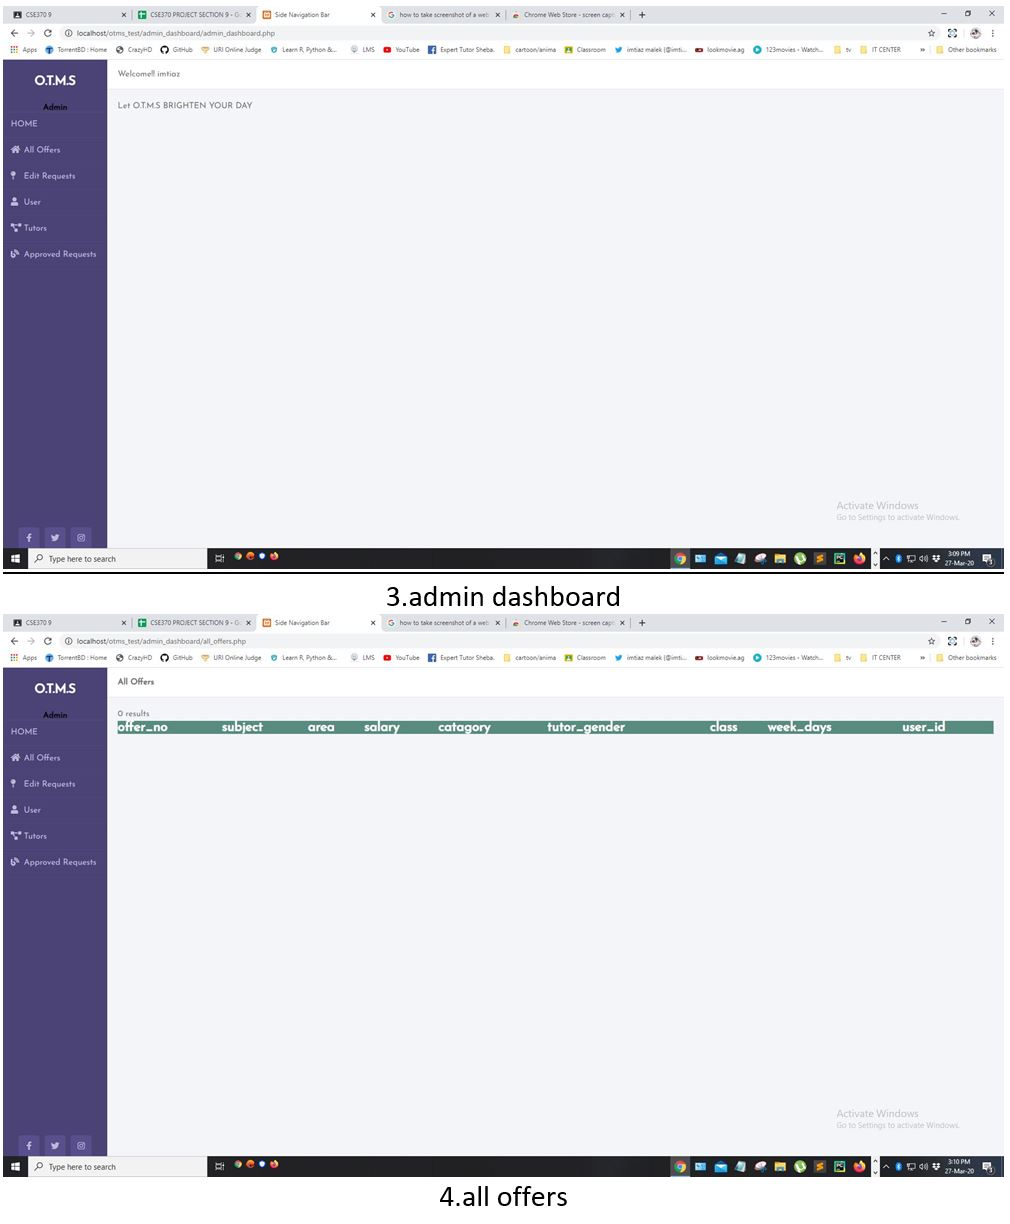 CSE370 9
CSE370 PROJECT SECTION 9 - G
Side Navigation Bar
how to take screenshot of a web
Chrome Web Store - screen capt
localhost/otms_test/admin_dashboard/admin_dashboard.php
Apps TorrentBD : Home CrazyHD GitHub URI Online Judge Learn R, Python &... LMS YouTube Expert Tutor Sheba. cartoon/anima Classroom imtiaz malek (@imti... lookmovie.ag 123movies - Watch... tv IT CENTER » Other bookmarks
O.T.M.S
Welcome!! imtiaz
Admin
Let O.T.M.S BRIGHTEN YOUR DAY
HOME
All Offers
Edit Requests
User
Tutors
Approved Requests
Activate Windows
Go to Settings to activate Windows.
Type here to search
3:09 PM
27-Mar-20
3.admin dashboard
CSE370 9
CSE370 PROJECT SECTION 9 - G
Side Navigation Bar
how to take screenshot of a web
Chrome Web Store - screen capt
localhost/otms_test/admin_dashboard/all_offers.php
Apps TorrentBD : Home CrazyHD GitHub URI Online Judge Learn R, Python &... LMS YouTube Expert Tutor Sheba. cartoon/anima Classroom imtiaz malek (@imti... lookmovie.ag 123movies - Watch... tv IT CENTER » Other bookmarks
O.T.M.S
All Offers
Admin
0 results
offer_no subject area salary catagory tutor_gender class week_days user_id
HOME
All Offers
Edit Requests
User
Tutors
Approved Requests
Activate Windows
Go to Settings to activate Windows.
Type here to search
3:10 PM
27-Mar-20
4.all offers